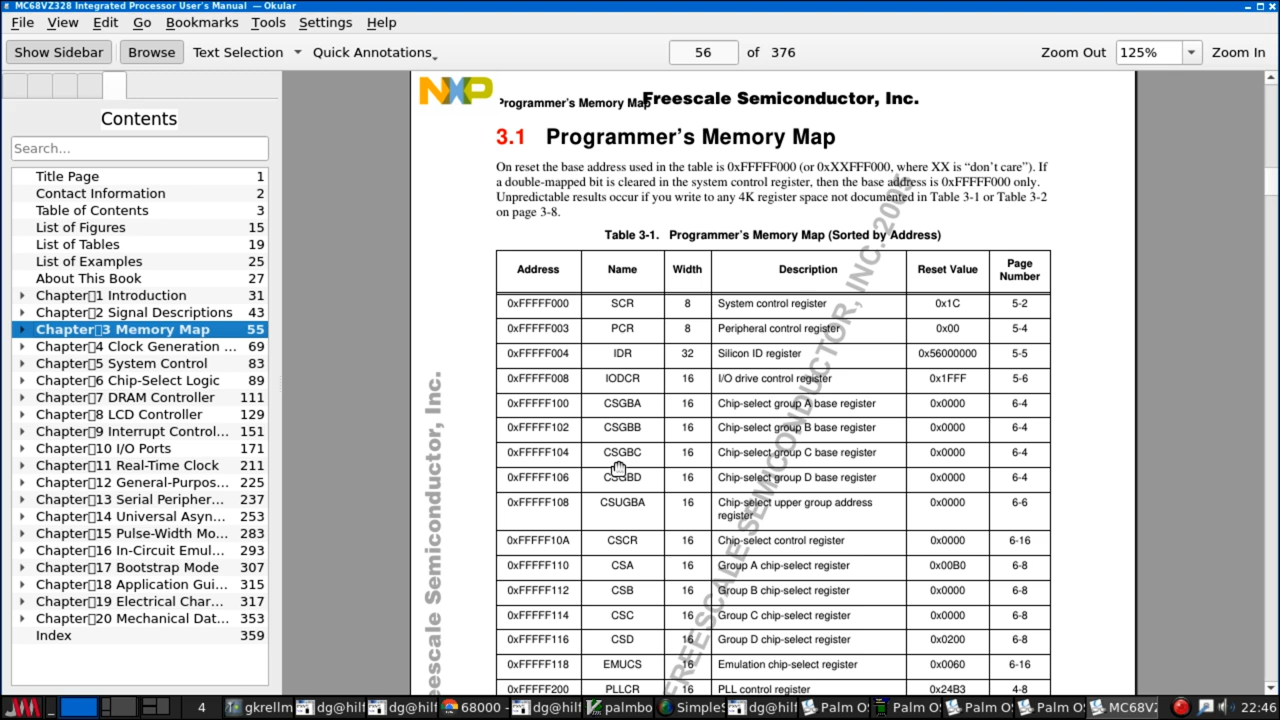 MC68VZ328 Integrated Processor User's Manual — Okular
File View Edit Go Bookmarks Tools Settings Help
Show Sidebar Browse Text Selection Quick Annotations 56 of 376 Zoom Out 125% Zoom In
Contents
Search...
Title Page 1
Contact Information 2
Table of Contents 3
List of Figures 15
List of Tables 19
List of Examples 25
About This Book 27
Chapter 1 Introduction 31
Chapter 2 Signal Descriptions 43
Chapter 3 Memory Map 55
Chapter 4 Clock Generation ... 69
Chapter 5 System Control 83
Chapter 6 Chip-Select Logic 89
Chapter 7 DRAM Controller 111
Chapter 8 LCD Controller 129
Chapter 9 Interrupt Control... 151
Chapter 10 I/O Ports 171
Chapter 11 Real-Time Clock 211
Chapter 12 General-Purpos... 225
Chapter 13 Serial Peripher... 237
Chapter 14 Universal Asyn... 253
Chapter 15 Pulse-Width Mo... 283
Chapter 16 In-Circuit Emul... 293
Chapter 17 Bootstrap Mode 307
Chapter 18 Application Gui... 315
Chapter 19 Electrical Char... 317
Chapter 20 Mechanical Dat... 353
Index 359
NXP
Programmer's Memory Map Freescale Semiconductor, Inc.
3.1 Programmer's Memory Map
On reset the base address used in the table is 0xFFFFF000 (or 0xXXFFF000, where XX is “don't care”). If
a double-mapped bit is cleared in the system control register, then the base address is 0xFFFFF000 only.
Unpredictable results occur if you write to any 4K register space not documented in Table 3-1 or Table 3-2
on page 3-8.
Table 3-1. Programmer's Memory Map (Sorted by Address)
Address Name Width Description Reset Value Page Number
0xFFFFF000 SCR 8 System control register 0x1C 5-2
0xFFFFF003 PCR 8 Peripheral control register 0x00 5-4
0xFFFFF004 IDR 32 Silicon ID register 0x56000000 5-5
0xFFFFF008 IODCR 16 I/O drive control register 0x1FFF 5-6
0xFFFFF100 CSGBA 16 Chip-select group A base register 0x0000 6-4
0xFFFFF102 CSGBB 16 Chip-select group B base register 0x0000 6-4
0xFFFFF104 CSGBC 16 Chip-select group C base register 0x0000 6-4
0xFFFFF106 CSGBD 16 Chip-select group D base register 0x0000 6-4
0xFFFFF108 CSUGBA 16 Chip-select upper group address register 0x0000 6-6
0xFFFFF10A CSCR 16 Chip-select control register 0x0000 6-16
0xFFFFF110 CSA 16 Group A chip-select register 0x00B0 6-8
0xFFFFF112 CSB 16 Group B chip-select register 0x0000 6-8
0xFFFFF114 CSC 16 Group C chip-select register 0x0000 6-8
0xFFFFF116 CSD 16 Group D chip-select register 0x0200 6-8
0xFFFFF118 EMUCS 16 Emulation chip-select register 0x0060 6-16
0xFFFFF200 PLLCR 16 PLL control register 0x24B3 4-8
eescale Semiconductor, Inc.
FREESCALE SEMICONDUCTOR, INC. 2005
4 gkrellm dg@hilf dg@hilf 68000 - dg@hilf palmbo SimpleS dg@hilf Palm OS Palm O Palm OS Palm OS MC68VZ 22:46